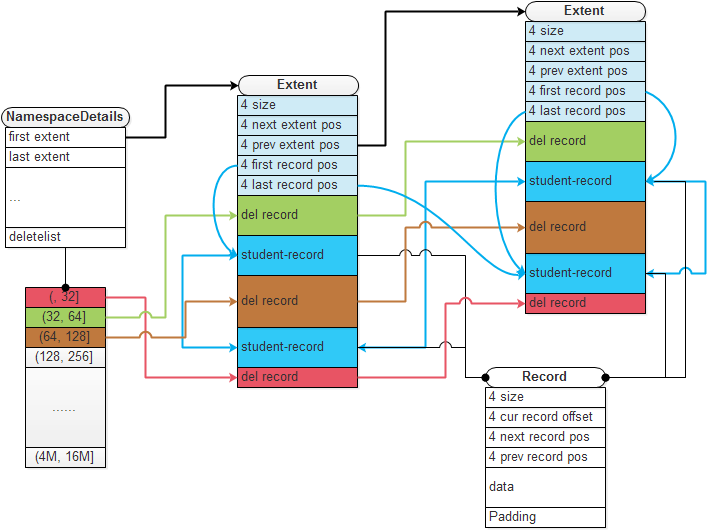 NamespaceDetails
first extent
last extent
...
deletelist
(, 32]
(32, 64]
(64, 128]
(128, 256]
......
(4M, 16M]
Extent
4 size
4 next extent pos
4 prev extent pos
4 first record pos
4 last record pos
del record
student-record
del record
student-record
del record
Extent
4 size
4 next extent pos
4 prev extent pos
4 first record pos
4 last record pos
del record
student-record
del record
student-record
del record
Record
4 size
4 cur record offset
4 next record pos
4 prev record pos
data
Padding